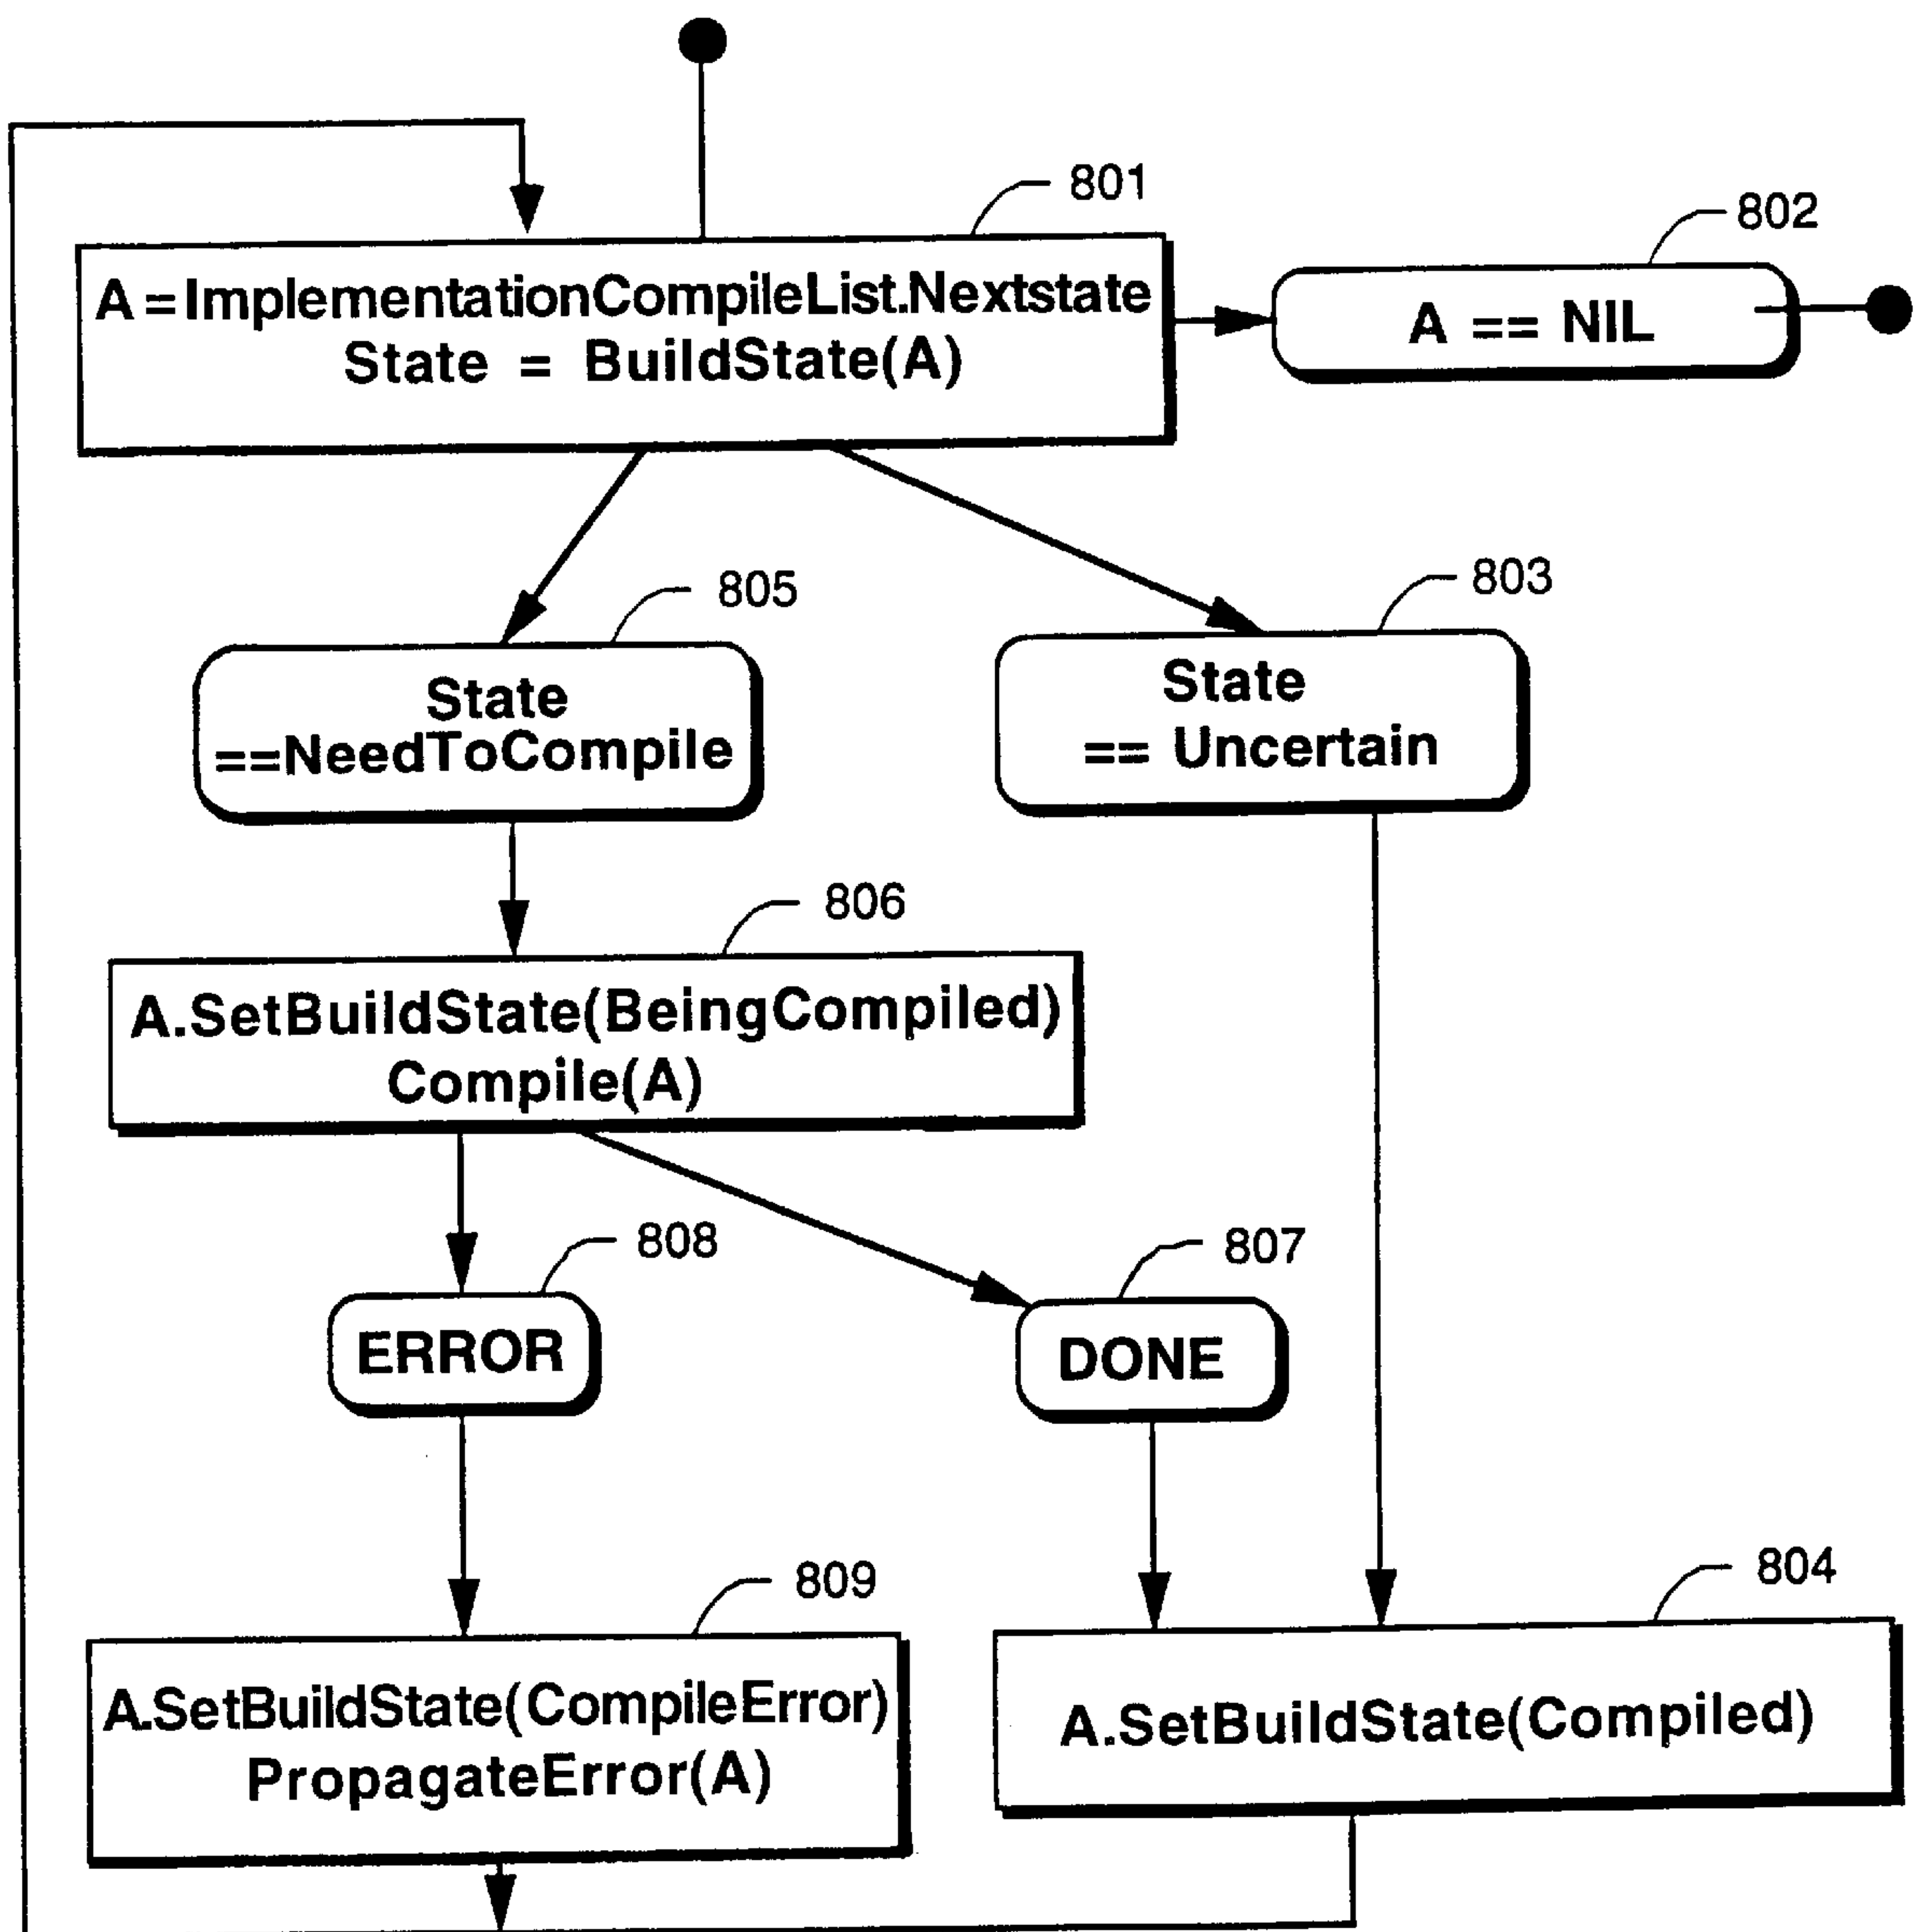 801
802
A =ImplementationCompileList.Nextstate
State = BuildState(A)
A == NIL
805
803
State
==NeedToCompile
State
== Uncertain
806
A.SetBuildState(BeingCompiled)
Compile(A)
808
807
ERROR
DONE
809
804
A.SetBuildState(CompileError)
PropagateError(A)
A.SetBuildState(Compiled)